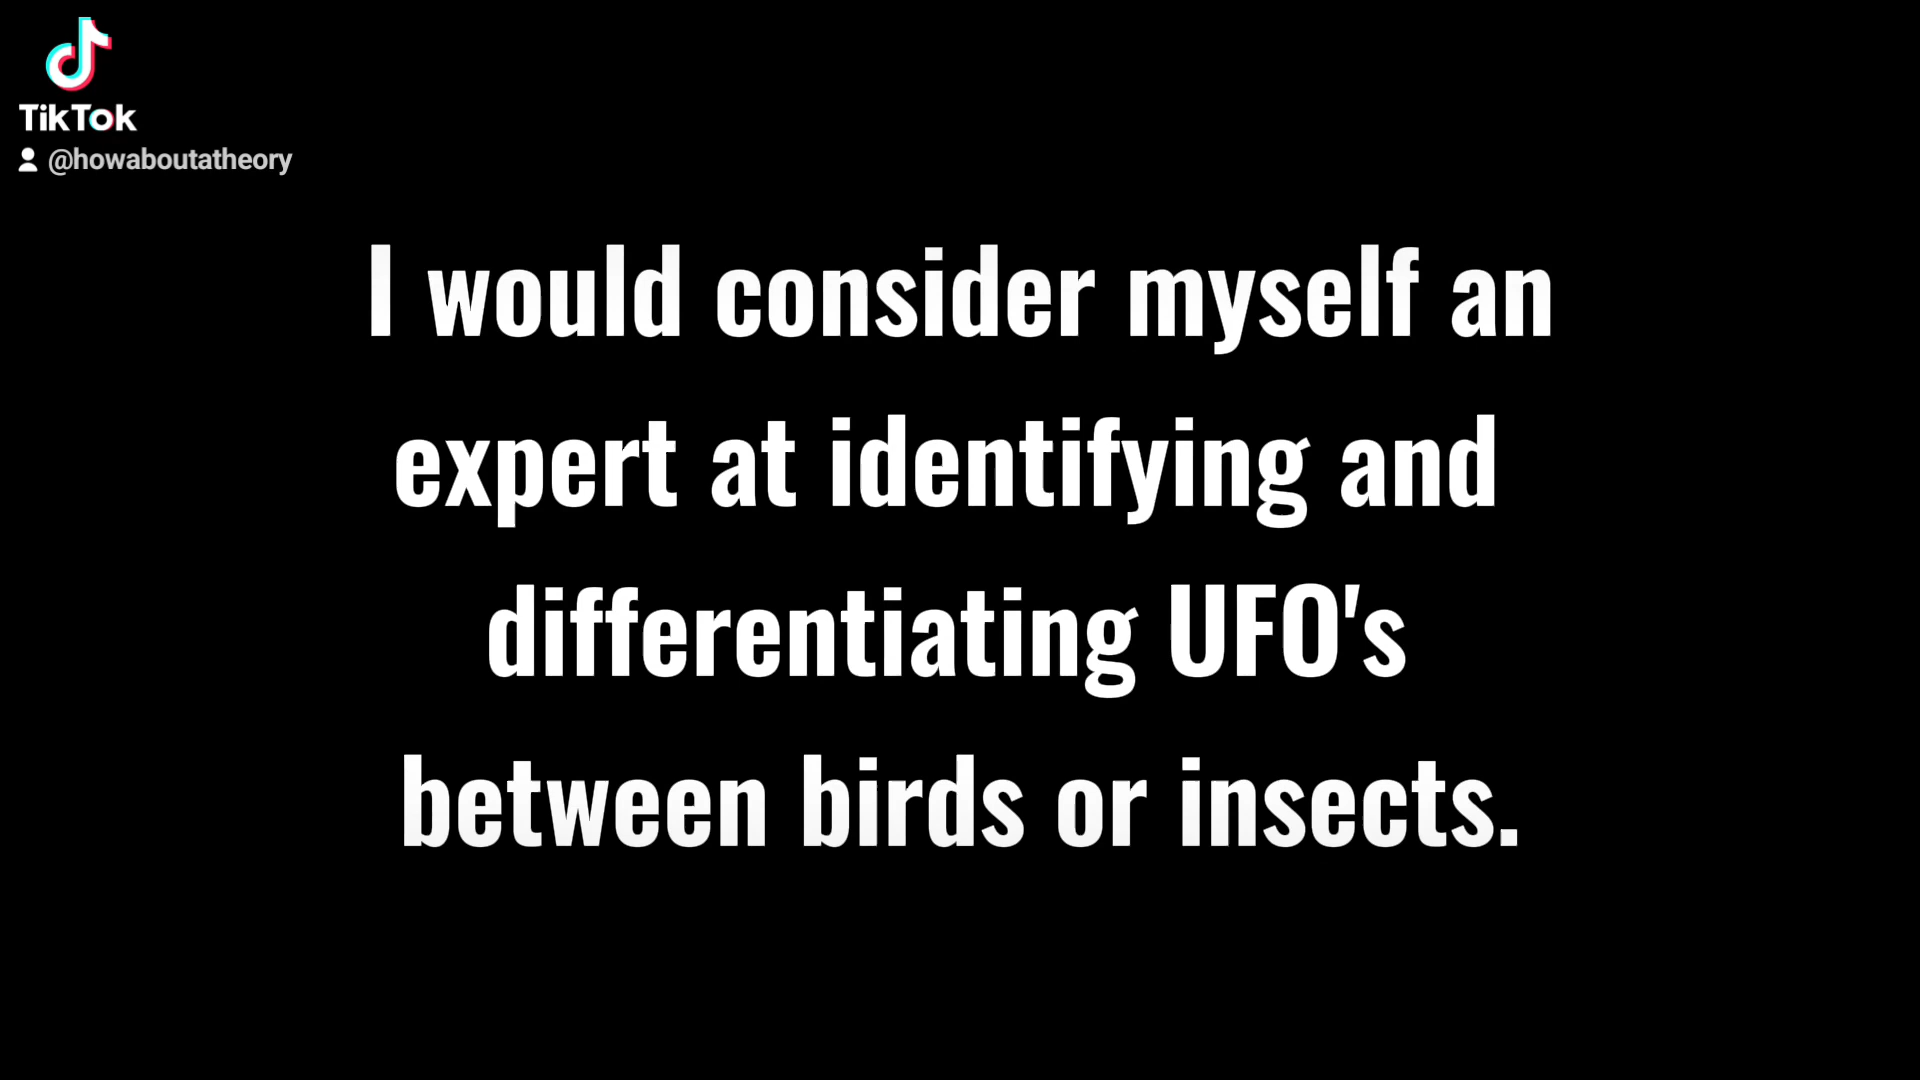 TikTok
@howaboutatheory
I would consider myself an
expert at identifying and
differentiating UFO's
between birds or insects.